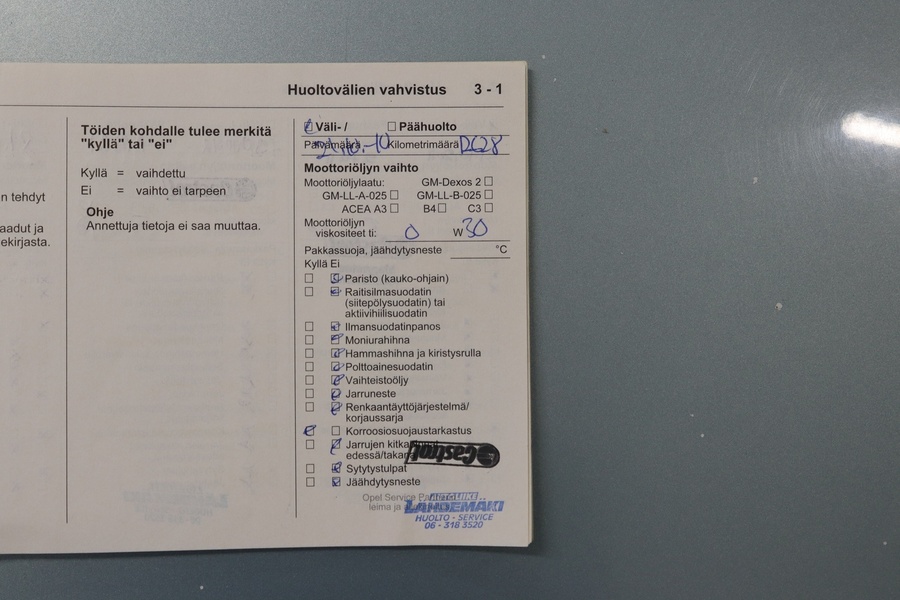 Huoltovälien vahvistus 3 - 1
n tehdyt
aadut ja
ekirjasta.
Töiden kohdalle tulee merkitä
"kyllä" tai "ei"
Kyllä = vaihdettu
Ei = vaihto ei tarpeen
Ohje
Annettuja tietoja ei saa muuttaa.
Väli- / Päähuolto
Päivämäärä Kilometrimäärä
Moottoriöljyn vaihto
Moottoriöljylaatu: GM-Dexos 2
GM-LL-A-025 GM-LL-B-025
ACEA A3 B4 C3
Moottoriöljyn
viskositeet ti: 0 W 30
Pakkassuoja, jäähdytysneste °C
Kyllä Ei
Paristo (kauko-ohjain)
Raitisilmasuodatin
(siitepölysuodatin) tai
aktiivihiilisuodatin
Ilmansuodatinpanos
Moniurahihna
Hammashihna ja kiristysrulla
Polttoainesuodatin
Vaihteistoöljy
Jarruneste
Renkaantäyttöjärjestelmä/
korjaussarja
Korroosiosuojaustarkastus
Jarrujen
edessä/takana
Castrol
Sytytystulpat
Jäähdytysneste
Opel Service
leima ja
AUTOLIIKE
LÄHDEMÄKI
HUOLTO - SERVICE
06 - 318 3520